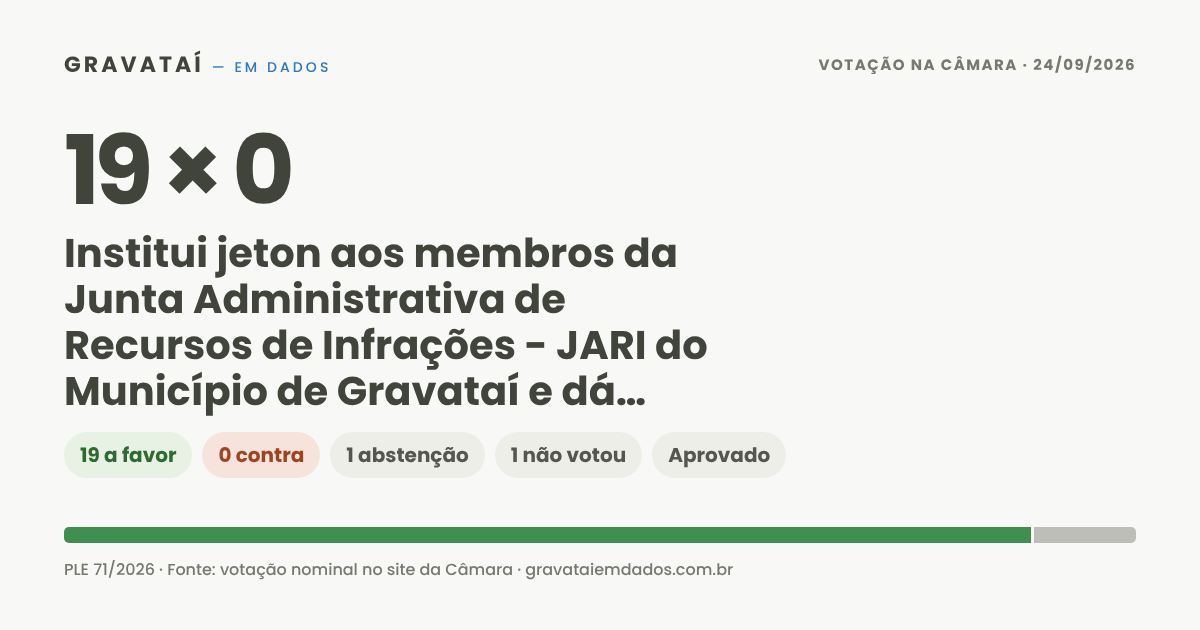 GRAVATAÍ — EM DADOS
VOTAÇÃO NA CÂMARA · 24/09/2026
19 × 0
Institui jeton aos membros da
Junta Administrativa de
Recursos de Infrações - JARI do
Município de Gravataí e dá...
19 a favor 0 contra 1 abstenção 1 não votou Aprovado
PLE 71/2026 · Fonte: votação nominal no site da Câmara · gravataiemdados.com.br